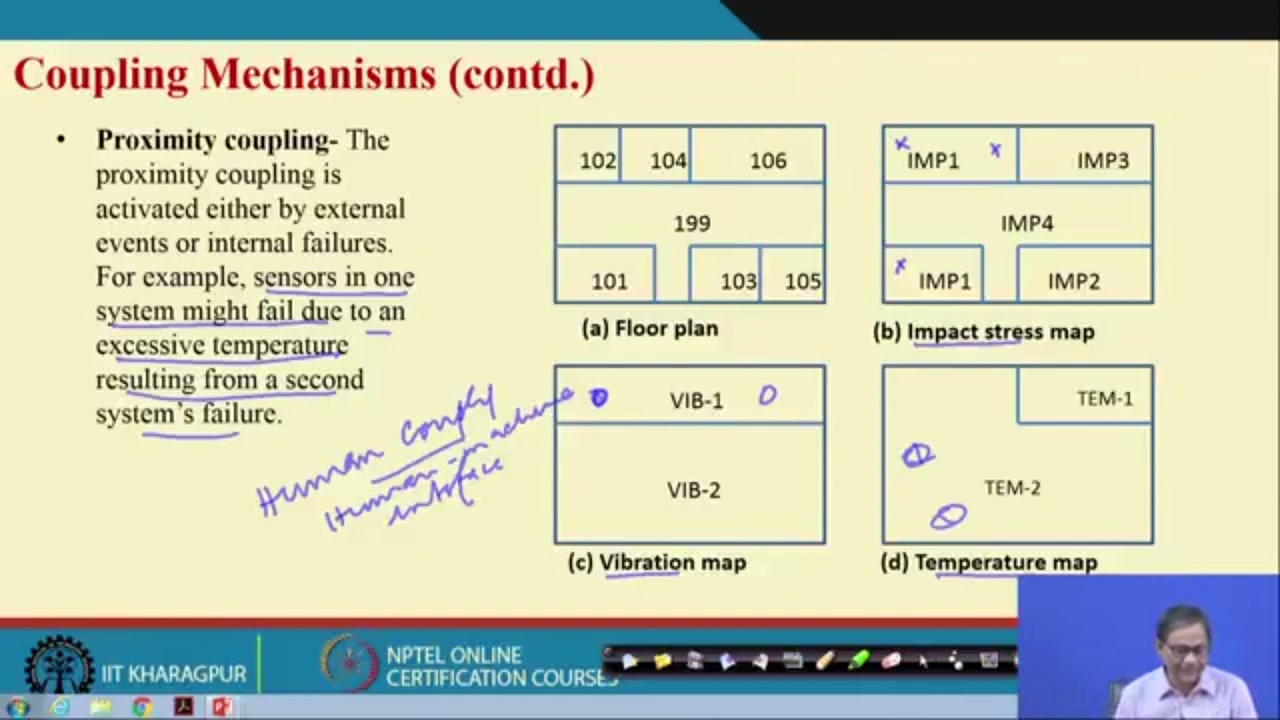 Coupling Mechanisms (contd.)
• Proximity coupling- The
proximity coupling is
activated either by external
events or internal failures.
For example, sensors in one
system might fail due to an
excessive temperature
resulting from a second
system's failure.
102 104 106
199
101 103 105
(a) Floor plan
IMP1 IMP3
IMP4
IMP1 IMP2
(b) Impact stress map
VIB-1
VIB-2
(c) Vibration map
TEM-1
TEM-2
(d) Temperature map
Human
Human-machine
interface
IIT KHARAGPUR
NPTEL ONLINE
CERTIFICATION COURSES